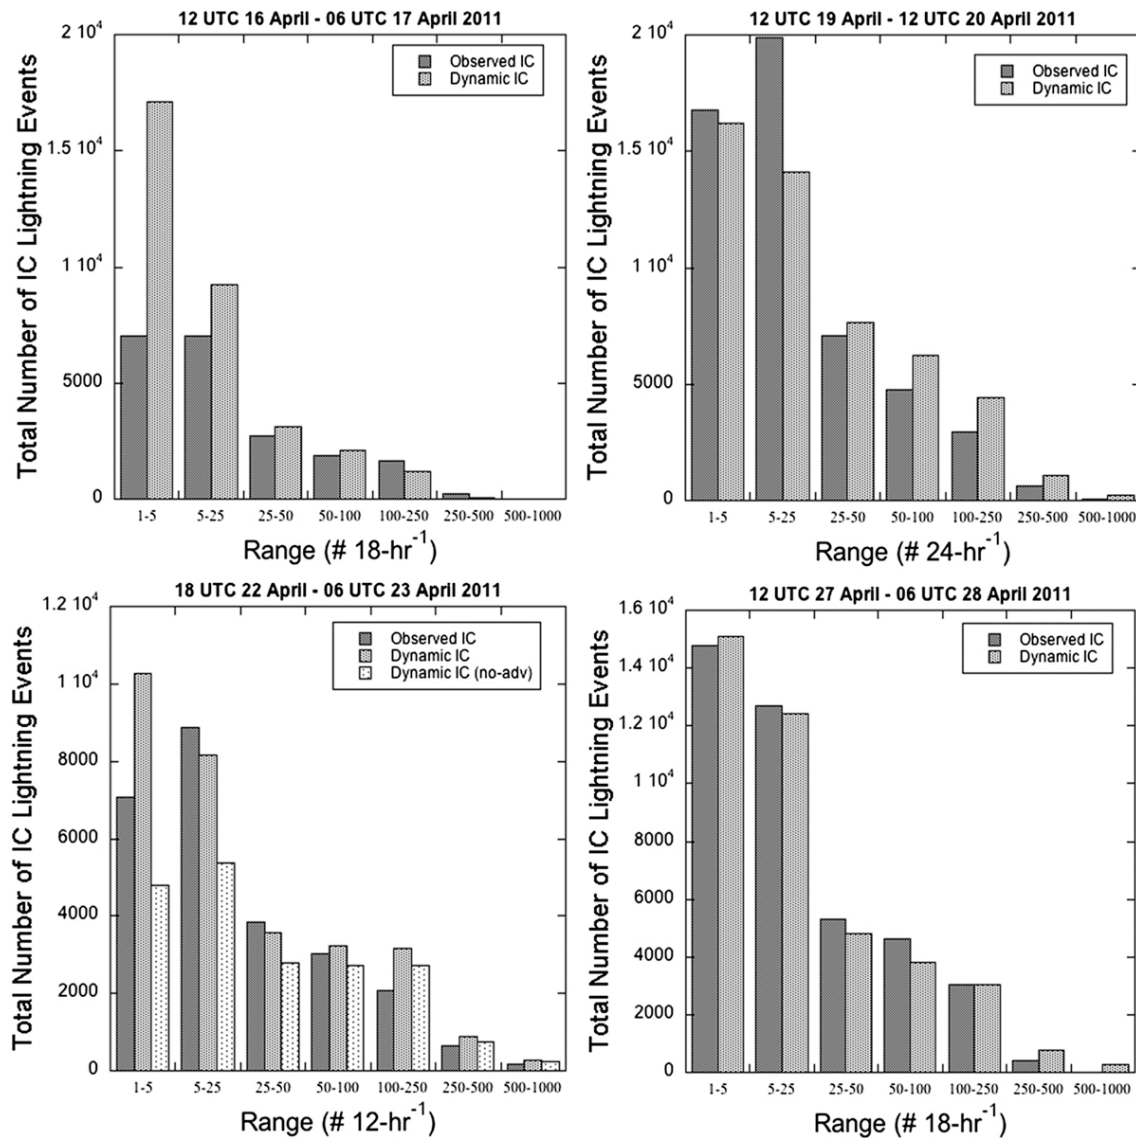 12 UTC 16 April - 06 UTC 17 April 2011
2 10⁴
1.5 10⁴
1 10⁴
5000
0
Total Number of IC Lightning Events
Observed IC
Dynamic IC
1-5 5-25 25-50 50-100 100-250 250-500 500-1000
Range (# 18-hr⁻¹)
12 UTC 19 April - 12 UTC 20 April 2011
2 10⁴
1.5 10⁴
1 10⁴
5000
0
Total Number of IC Lightning Events
Observed IC
Dynamic IC
1-5 5-25 25-50 50-100 100-250 250-500 500-1000
Range (# 24-hr⁻¹)
18 UTC 22 April - 06 UTC 23 April 2011
1.2 10⁴
1 10⁴
8000
6000
4000
2000
0
Total Number of IC Lightning Events
Observed IC
Dynamic IC
Dynamic IC (no-adv)
1-5 5-25 25-50 50-100 100-250 250-500 500-1000
Range (# 12-hr⁻¹)
12 UTC 27 April - 06 UTC 28 April 2011
1.6 10⁴
1.4 10⁴
1.2 10⁴
1 10⁴
8000
6000
4000
2000
0
Total Number of IC Lightning Events
Observed IC
Dynamic IC
1-5 5-25 25-50 50-100 100-250 250-500 500-1000
Range (# 18-hr⁻¹)